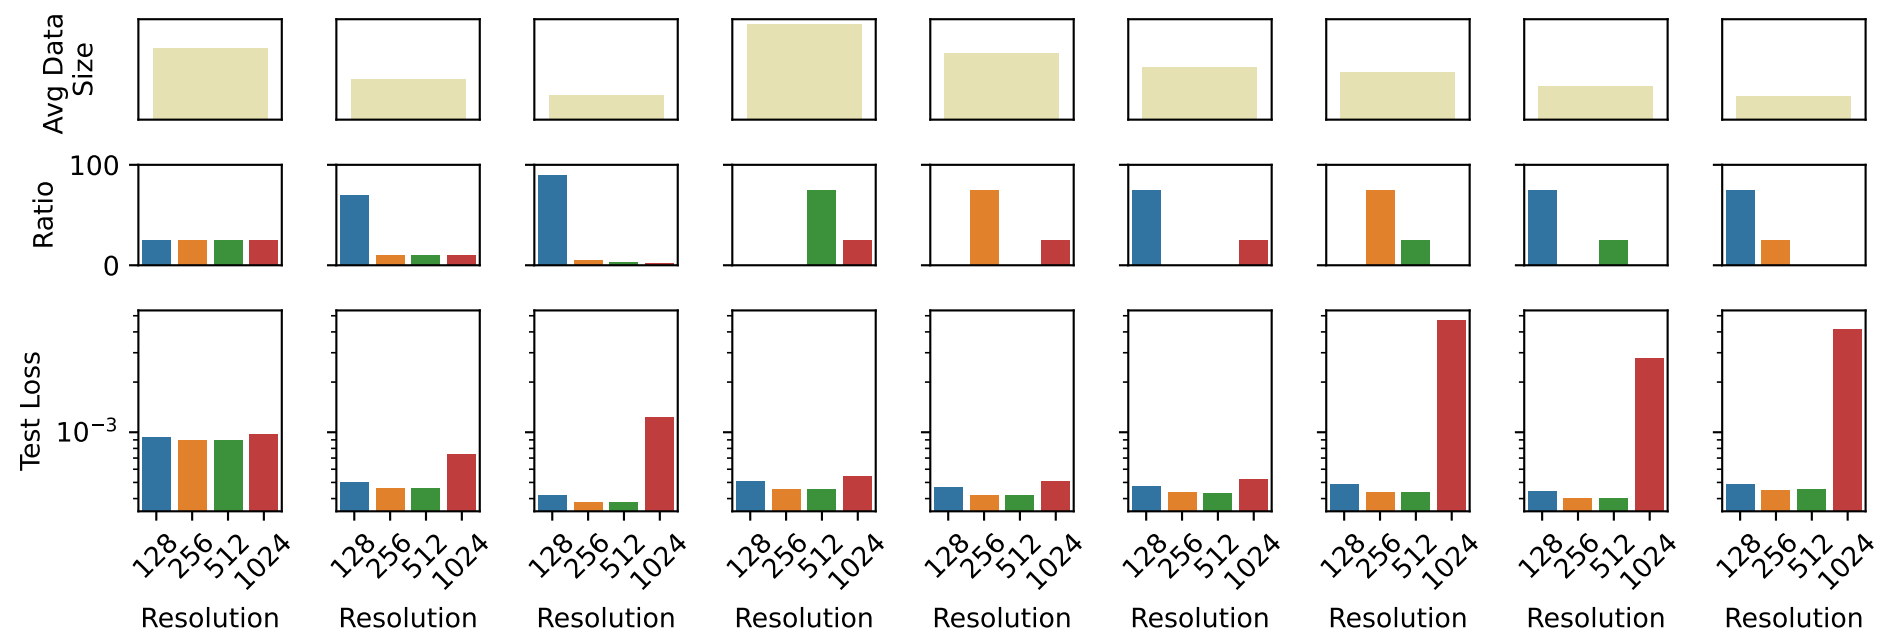 Avg Data
Size
Ratio
100
0
Test Loss
10⁻³
128 256 512 1024 128 256 512 1024 128 256 512 1024 128 256 512 1024 128 256 512 1024 128 256 512 1024 128 256 512 1024 128 256 512 1024 128 256 512 1024
Resolution Resolution Resolution Resolution Resolution Resolution Resolution Resolution Resolution